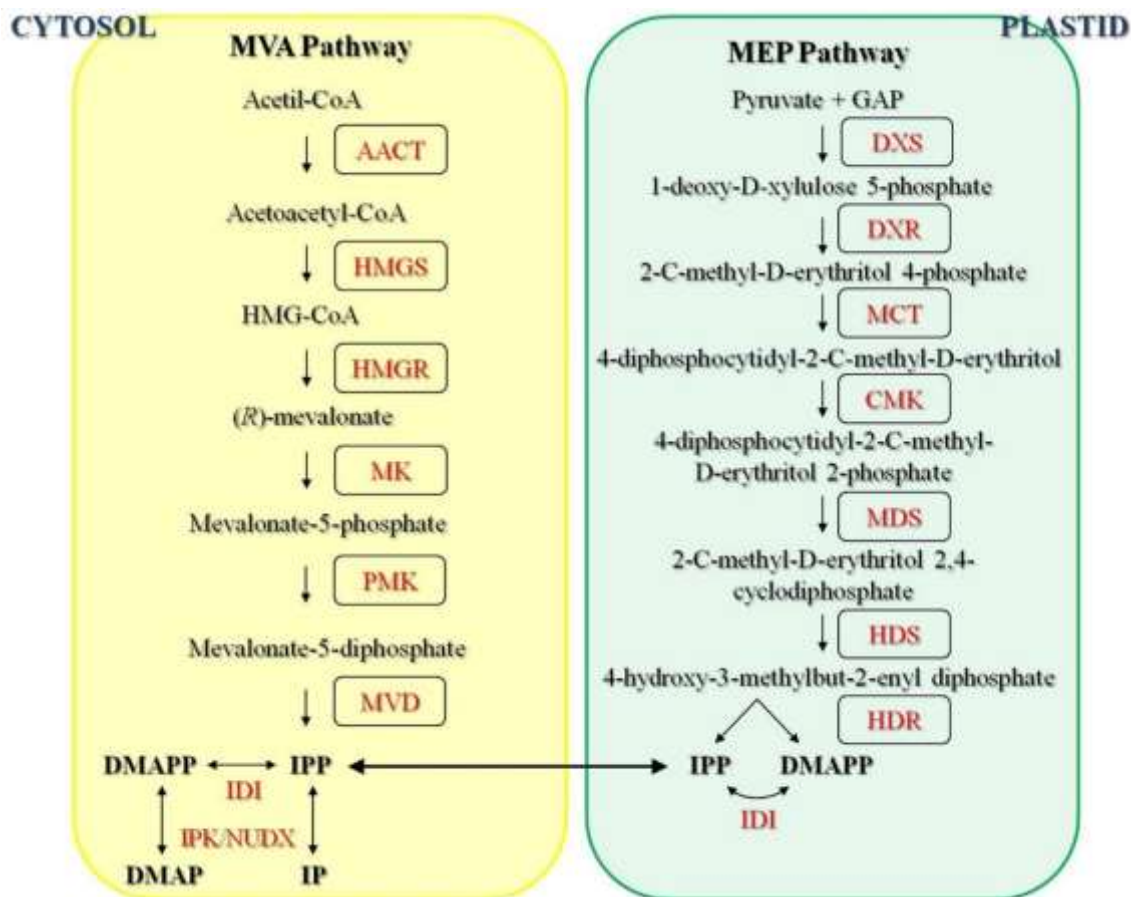 CYTOSOL
MVA Pathway
Acetil-CoA
AACT
Acetoacetyl-CoA
HMGS
HMG-CoA
HMGR
(R)-mevalonate
MK
Mevalonate-5-phosphate
PMK
Mevalonate-5-diphosphate
MVD
DMAPP
IPP
IDI
IPK/NUDX
DMAP
IP
PLASTID
MEP Pathway
Pyruvate + GAP
DXS
1-deoxy-D-xylulose 5-phosphate
DXR
2-C-methyl-D-erythritol 4-phosphate
MCT
4-diphosphocytidyl-2-C-methyl-D-erythritol
CMK
4-diphosphocytidyl-2-C-methyl-
D-erythritol 2-phosphate
MDS
2-C-methyl-D-erythritol 2,4-
cyclodiphosphate
HDS
4-hydroxy-3-methylbut-2-enyl diphosphate
HDR
IPP
DMAPP
IDI